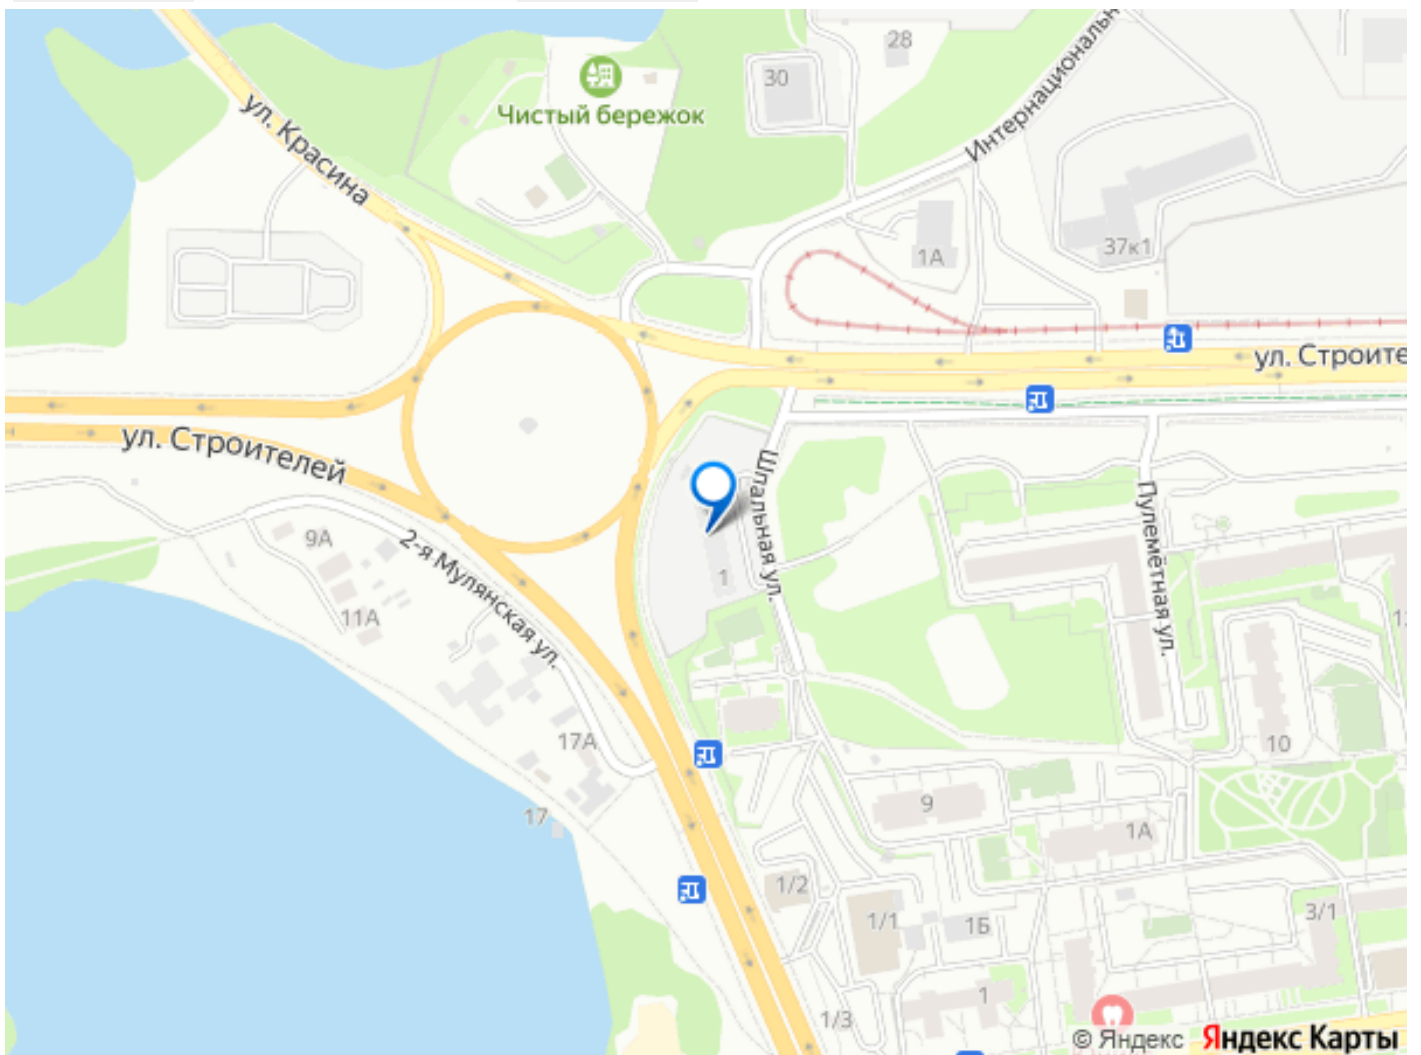 28
30
Чистый бережок
Интернациональн
ул. Красина
1А
37к1
ул. Строите
ул. Строителей
Шпальная ул.
Пулемётная ул.
9А
2-я Мулянская ул.
1
11А
17А
10
17
9
1А
1/2
1/1
1Б
3/1
1
1/3
© Яндекс Яндекс Карты